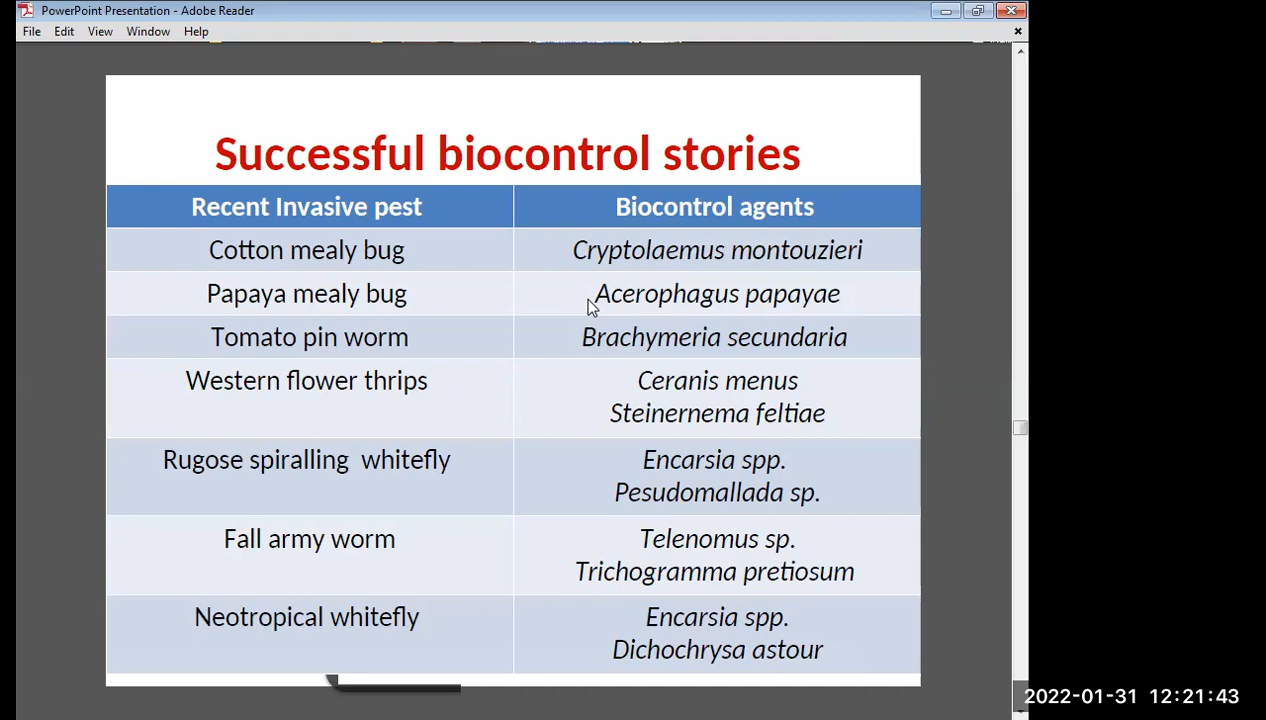 PowerPoint Presentation - Adobe Reader
File Edit View Window Help
Successful biocontrol stories
Recent Invasive pest Biocontrol agents
Cotton mealy bug Cryptolaemus montouzieri
Papaya mealy bug Acerophagus papayae
Tomato pin worm Brachymeria secundaria
Western flower thrips Ceranis menus
Steinernema feltiae
Rugose spiralling whitefly Encarsia spp.
Pesudomallada sp.
Fall army worm Telenomus sp.
Trichogramma pretiosum
Neotropical whitefly Encarsia spp.
Dichochrysa astour
2022-01-31 12:21:43